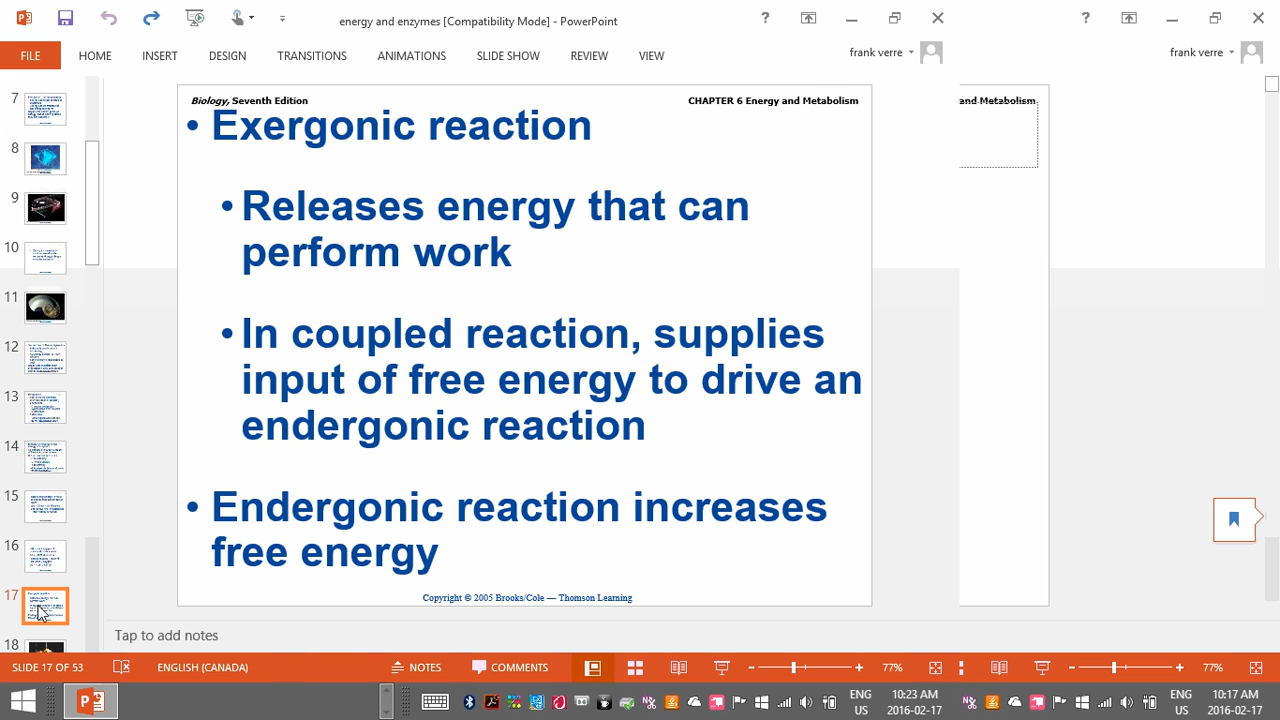 energy and enzymes [Compatibility Mode] - PowerPoint
FILE HOME INSERT DESIGN TRANSITIONS ANIMATIONS SLIDE SHOW REVIEW VIEW
frank verre
frank verre
Biology, Seventh Edition
CHAPTER 6 Energy and Metabolism
and Metabolism
• Exergonic reaction
• Releases energy that can
perform work
• In coupled reaction, supplies
input of free energy to drive an
endergonic reaction
• Endergonic reaction increases
free energy
Copyright © 2005 Brooks/Cole — Thomson Learning
7
8
9
10
11
12
13
14
15
16
17
18
Tap to add notes
SLIDE 17 OF 53 ENGLISH (CANADA) NOTES COMMENTS 77% 77%
ENG
US
10:23 AM
2016-02-17
ENG
US
10:17 AM
2016-02-17